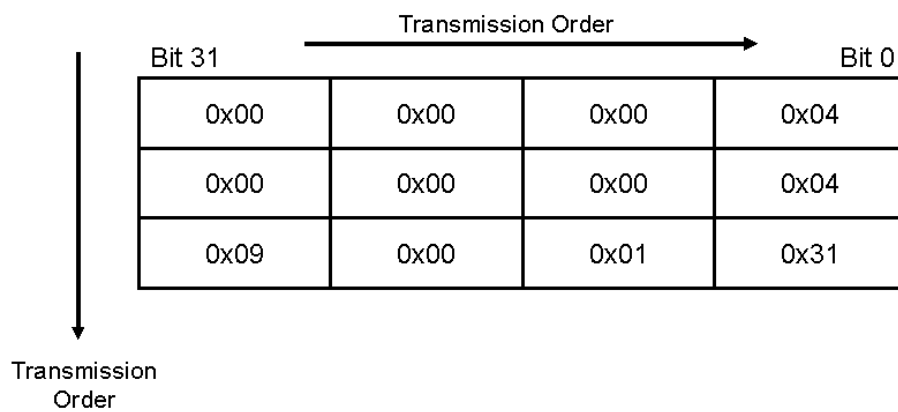 Transmission Order
Bit 31 Bit 0
0x00 0x00 0x00 0x04
0x00 0x00 0x00 0x04
0x09 0x00 0x01 0x31
Transmission
Order